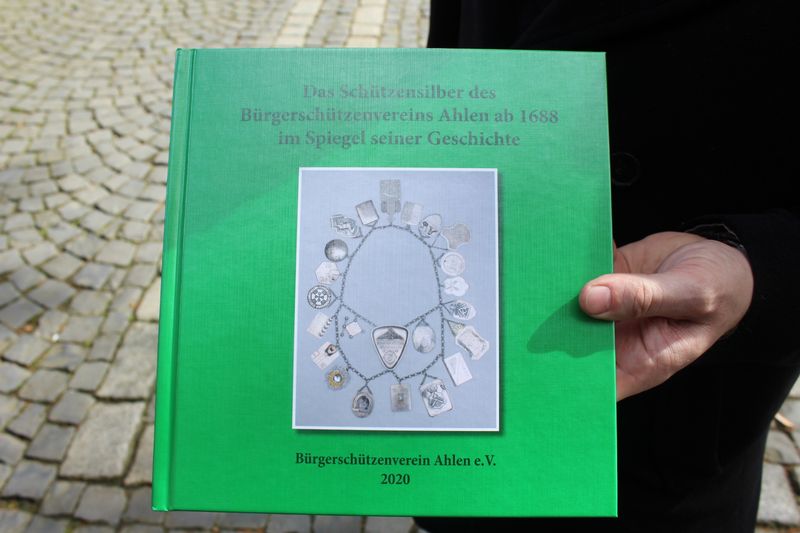 Das Schützensilber des
Bürgerschützenvereins Ahlen ab 1688
im Spiegel seiner Geschichte
Bürgerschützenverein Ahlen e.V.
2020